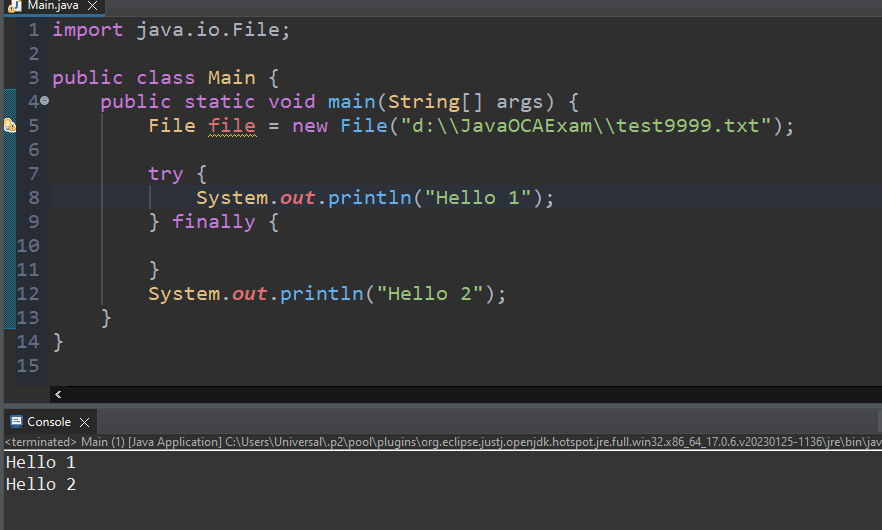 Main.java
1 import java.io.File;
2
3 public class Main {
4 public static void main(String[] args) {
5 File file = new File("d:\\JavaOCAExam\\test9999.txt");
6
7 try {
8 System.out.println("Hello 1");
9 } finally {
10
11 }
12 System.out.println("Hello 2");
13 }
14 }
15
Console
<terminated> Main (1) [Java Application] C:\Users\Universal\.p2\pool\plugins\org.eclipse.justj.openjdk.hotspot.jre.full.win32.x86_64_17.0.6.v20230125-1136\jre\bin\jav
Hello 1
Hello 2